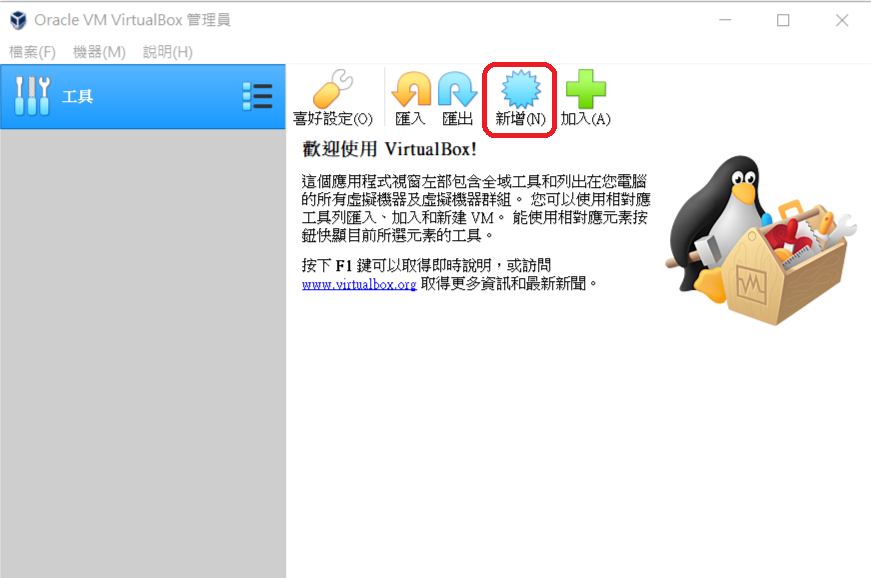 Oracle VM VirtualBox 管理員
檔案(F) 機器(M) 說明(H)
工具
喜好設定(O) 匯入 匯出 新增(N) 加入(A)
歡迎使用 VirtualBox!
這個應用程式視窗左部包含全域工具和列出在您電腦
的所有虛擬機器及虛擬機器群組。 您可以使用相對應
工具列匯入、加入和新建 VM。 能使用相對應元素按
鈕快顯目前所選元素的工具。
按下 F1 鍵可以取得即時說明，或訪問
www.virtualbox.org 取得更多資訊和最新新聞。